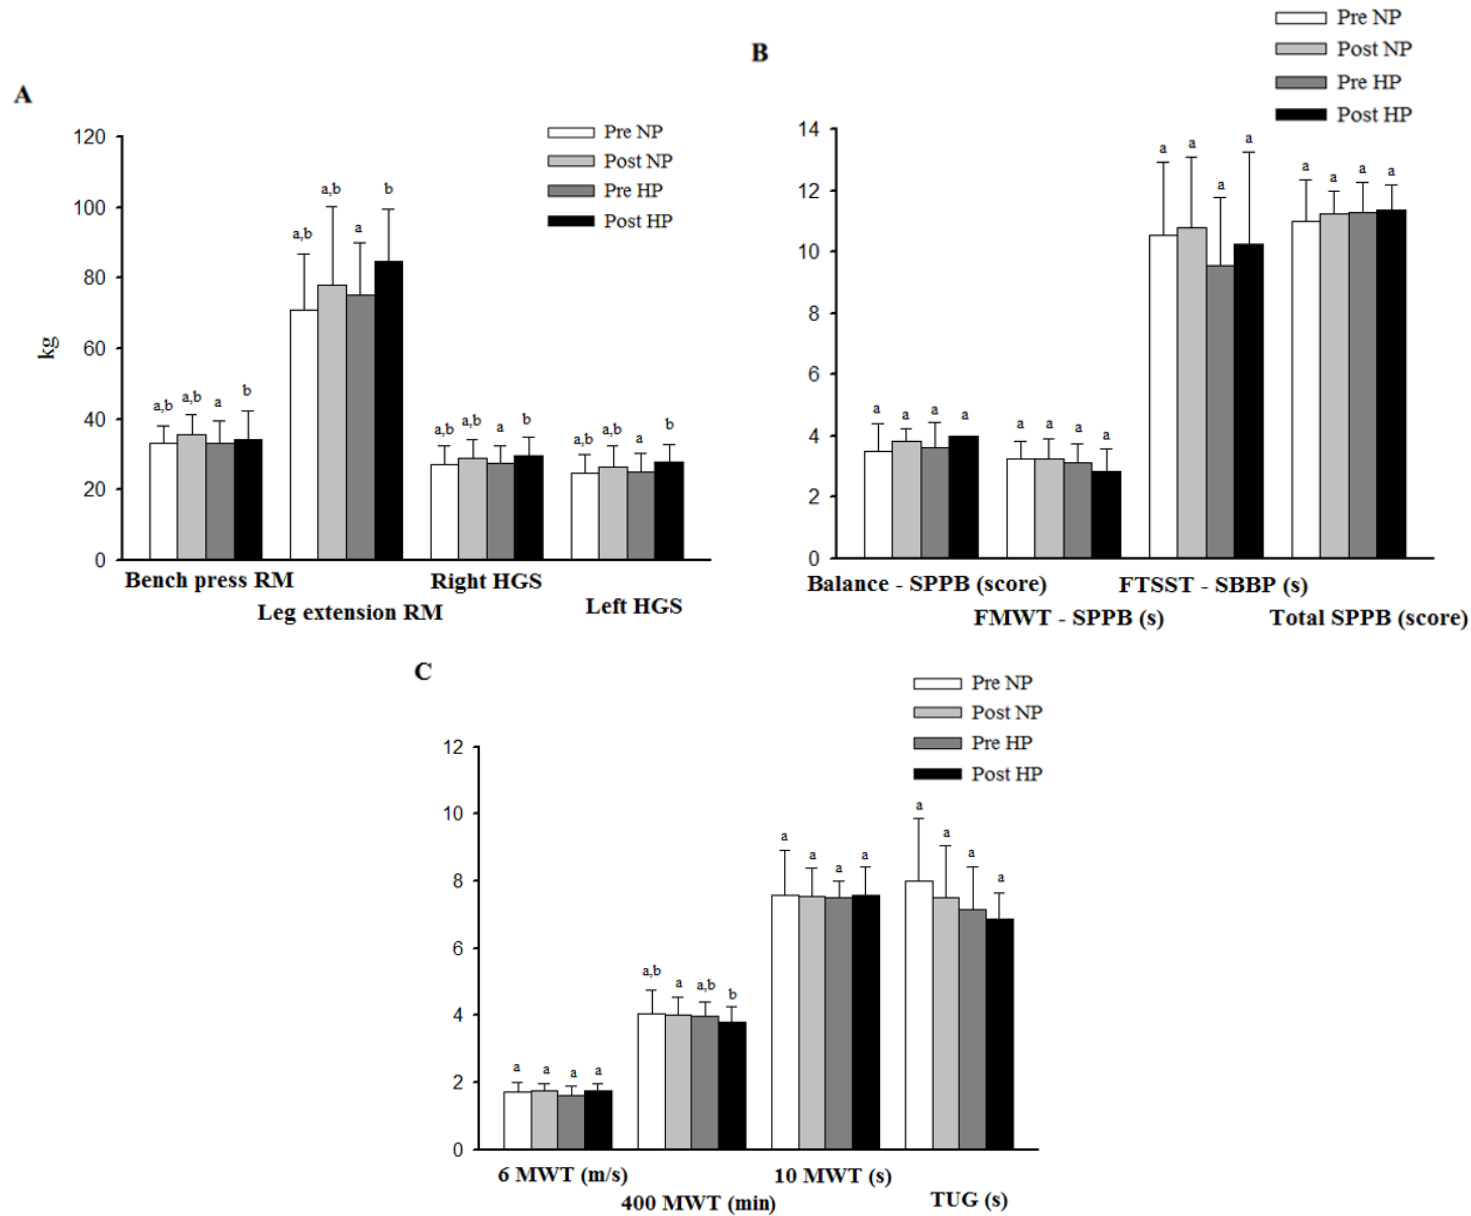 A
120
100
80
60
40
20
0
kg
Pre NP
Post NP
Pre HP
Post HP
a,b a,b a b
a,b a,b a b
a,b a,b a b
a,b a,b a b
Bench press RM
Leg extension RM
Right HGS
Left HGS
B
14
12
10
8
6
4
2
0
Pre NP
Post NP
Pre HP
Post HP
a a a a
a a a a
a a a a
a a a a
Balance - SPPB (score)
FMWT - SPPB (s)
FTSST - SBBP (s)
Total SPPB (score)
C
12
10
8
6
4
2
0
Pre NP
Post NP
Pre HP
Post HP
a a a a
a,b a a,b b
a a a a
a a a a
6 MWT (m/s)
400 MWT (min)
10 MWT (s)
TUG (s)